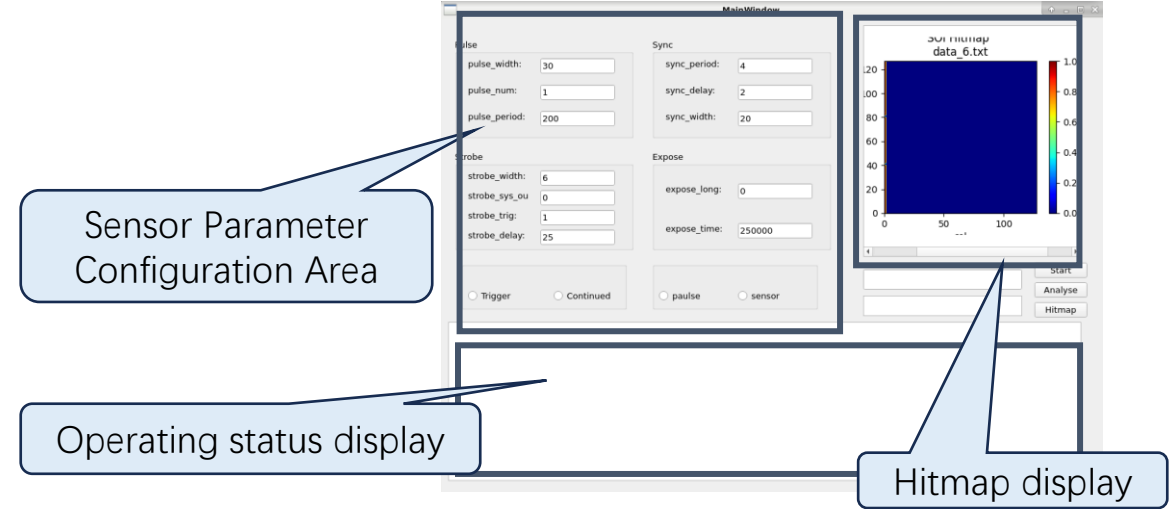 MainWindow
Pulse
pulse_width:
30
pulse_num:
1
pulse_period:
200
Sync
sync_period:
4
sync_delay:
2
sync_width:
20
Strobe
strobe_width:
6
strobe_sys_ou
0
strobe_trig:
1
strobe_delay:
25
Expose
expose_long:
0
expose_time:
250000
Trigger
Continued
paulse
sensor
SOI Hitmap
data_6.txt
120
100
80
60
40
20
0
0
50
100
1.0
0.8
0.6
0.4
0.2
0.0
Start
Analyse
Hitmap
Sensor Parameter
Configuration Area
Operating status display
Hitmap display